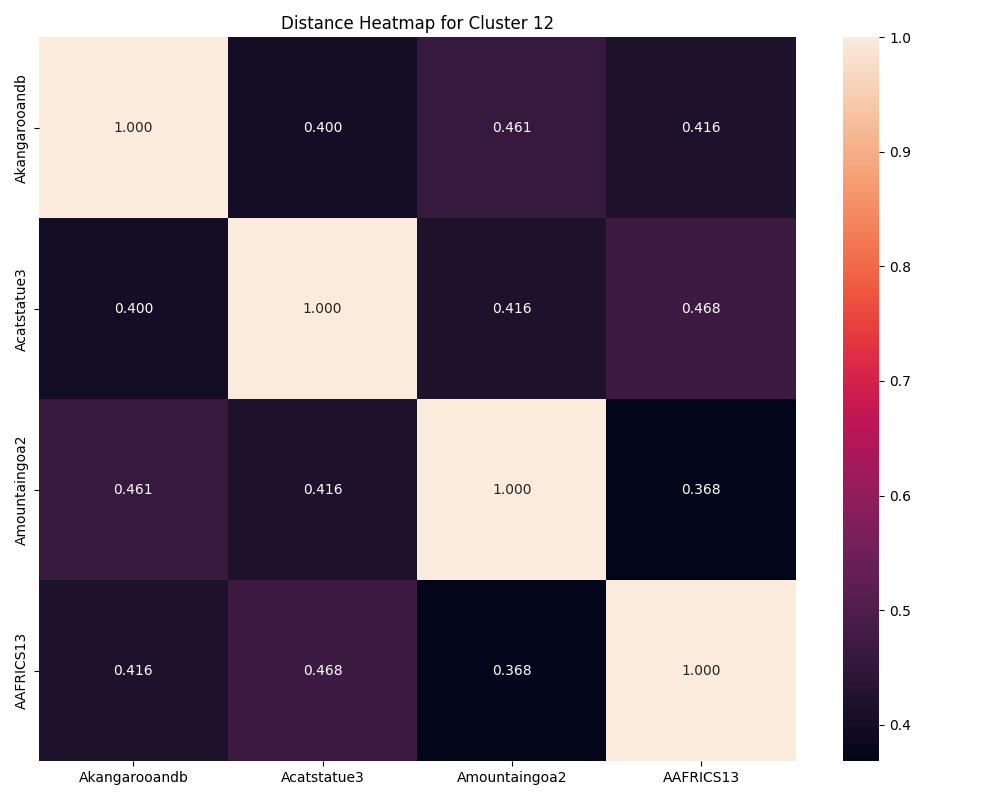 Distance Heatmap for Cluster 12
Akangarooandb
1.000
0.400
0.461
0.416
Acatstatue3
0.400
1.000
0.416
0.468
Amountaingoa2
0.461
0.416
1.000
0.368
AAFRICS13
0.416
0.468
0.368
1.000
Akangarooandb
Acatstatue3
Amountaingoa2
AAFRICS13
1.0
0.9
0.8
0.7
0.6
0.5
0.4